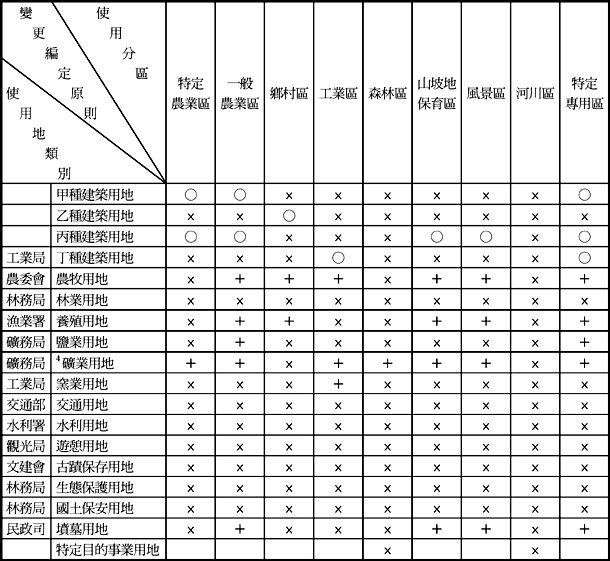 使用分區
變更編定原則
使用地類別
特定農業區 一般農業區 鄉村區 工業區 森林區 山坡地保育區 風景區 河川區 特定專用區
甲種建築用地 ○ ○ × × × × × × ○
乙種建築用地 × × ○ × × × × × ×
丙種建築用地 ○ ○ × × × ○ ○ × ○
工業局 丁種建築用地 × × × ○ × × × × ○
農委會 農牧用地 × + + + × + + × +
林務局 林業用地 × × × × × × × × ×
漁業署 養殖用地 × + + × × + + × +
礦務局 鹽業用地 × + × × × × × × +
礦務局 4礦業用地 + + × + + + + × +
工業局 窯業用地 × × × + × × × × ×
交通部 交通用地 × × × × × × × × ×
水利署 水利用地 × × × × × × × × ×
觀光局 遊憩用地 × × × × × × × × ×
文建會 古蹟保存用地 × × × × × × × × ×
林務局 生態保護用地 × × × × × × × × ×
林務局 國土保安用地 × × × × × × × × ×
民政司 墳墓用地 × + × × × + + × +
特定目的事業用地 × ×